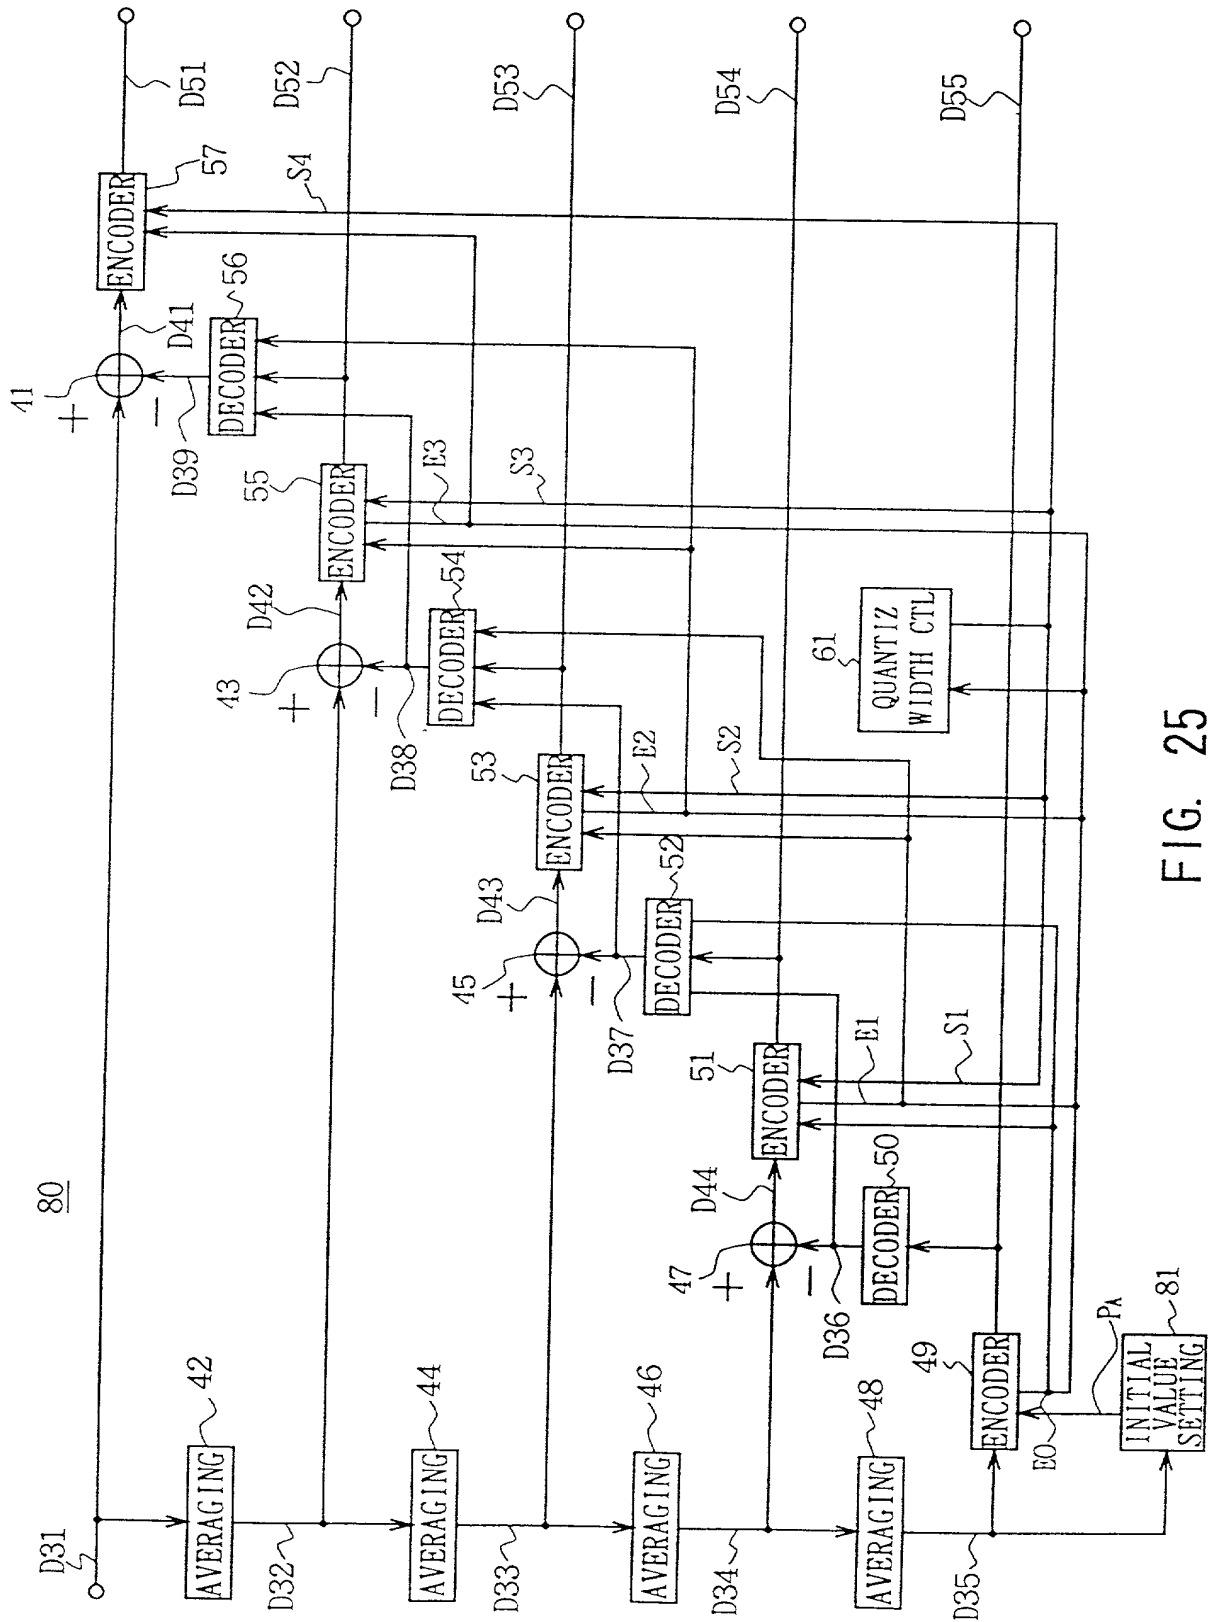 80
D31
AVERAGING
42
D32
AVERAGING
44
D33
AVERAGING
46
D34
AVERAGING
48
D35
41
+
−
D41
ENCODER
57
D51
D39
DECODER
56
S4
D52
43
+
−
D42
ENCODER
55
E3
S3
D38
DECODER
54
D53
45
+
−
D43
ENCODER
53
E2
S2
D37
DECODER
52
D54
47
+
−
D44
ENCODER
51
E1
S1
D36
DECODER
50
D55
ENCODER
49
E0
PA
INITIAL
VALUE
SETTING
81
61
QUANTIZ
WIDTH CTL
FIG. 25